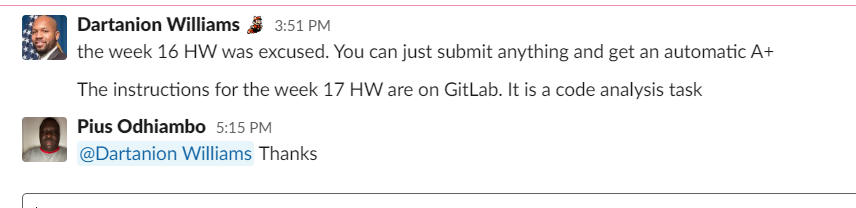 Dartanion Williams 3:51 PM
the week 16 HW was excused. You can just submit anything and get an automatic A+
The instructions for the week 17 HW are on GitLab. It is a code analysis task
Pius Odhiambo 5:15 PM
@Dartanion Williams Thanks